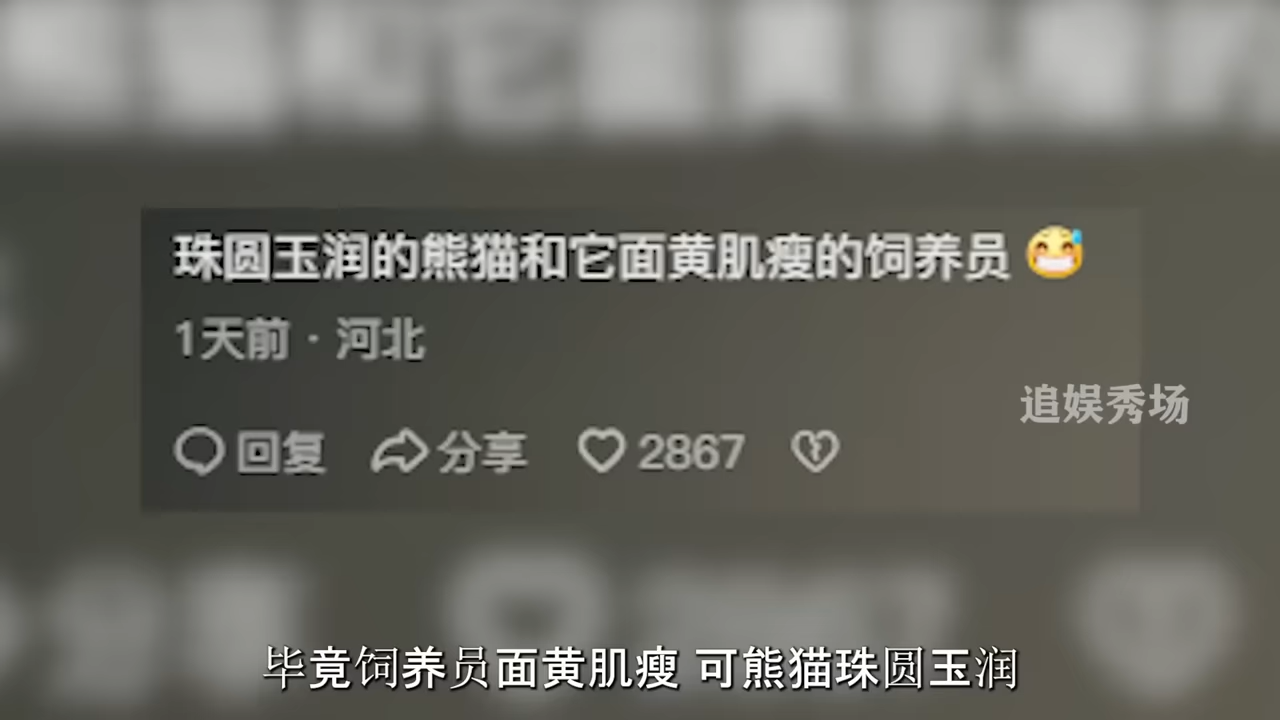 珠圆玉润的熊猫和它面黄肌瘦的饲养员😅
1天前 · 河北
追娱秀场
回复 分享 2867
毕竟饲养员面黄肌瘦 可熊猫珠圆玉润